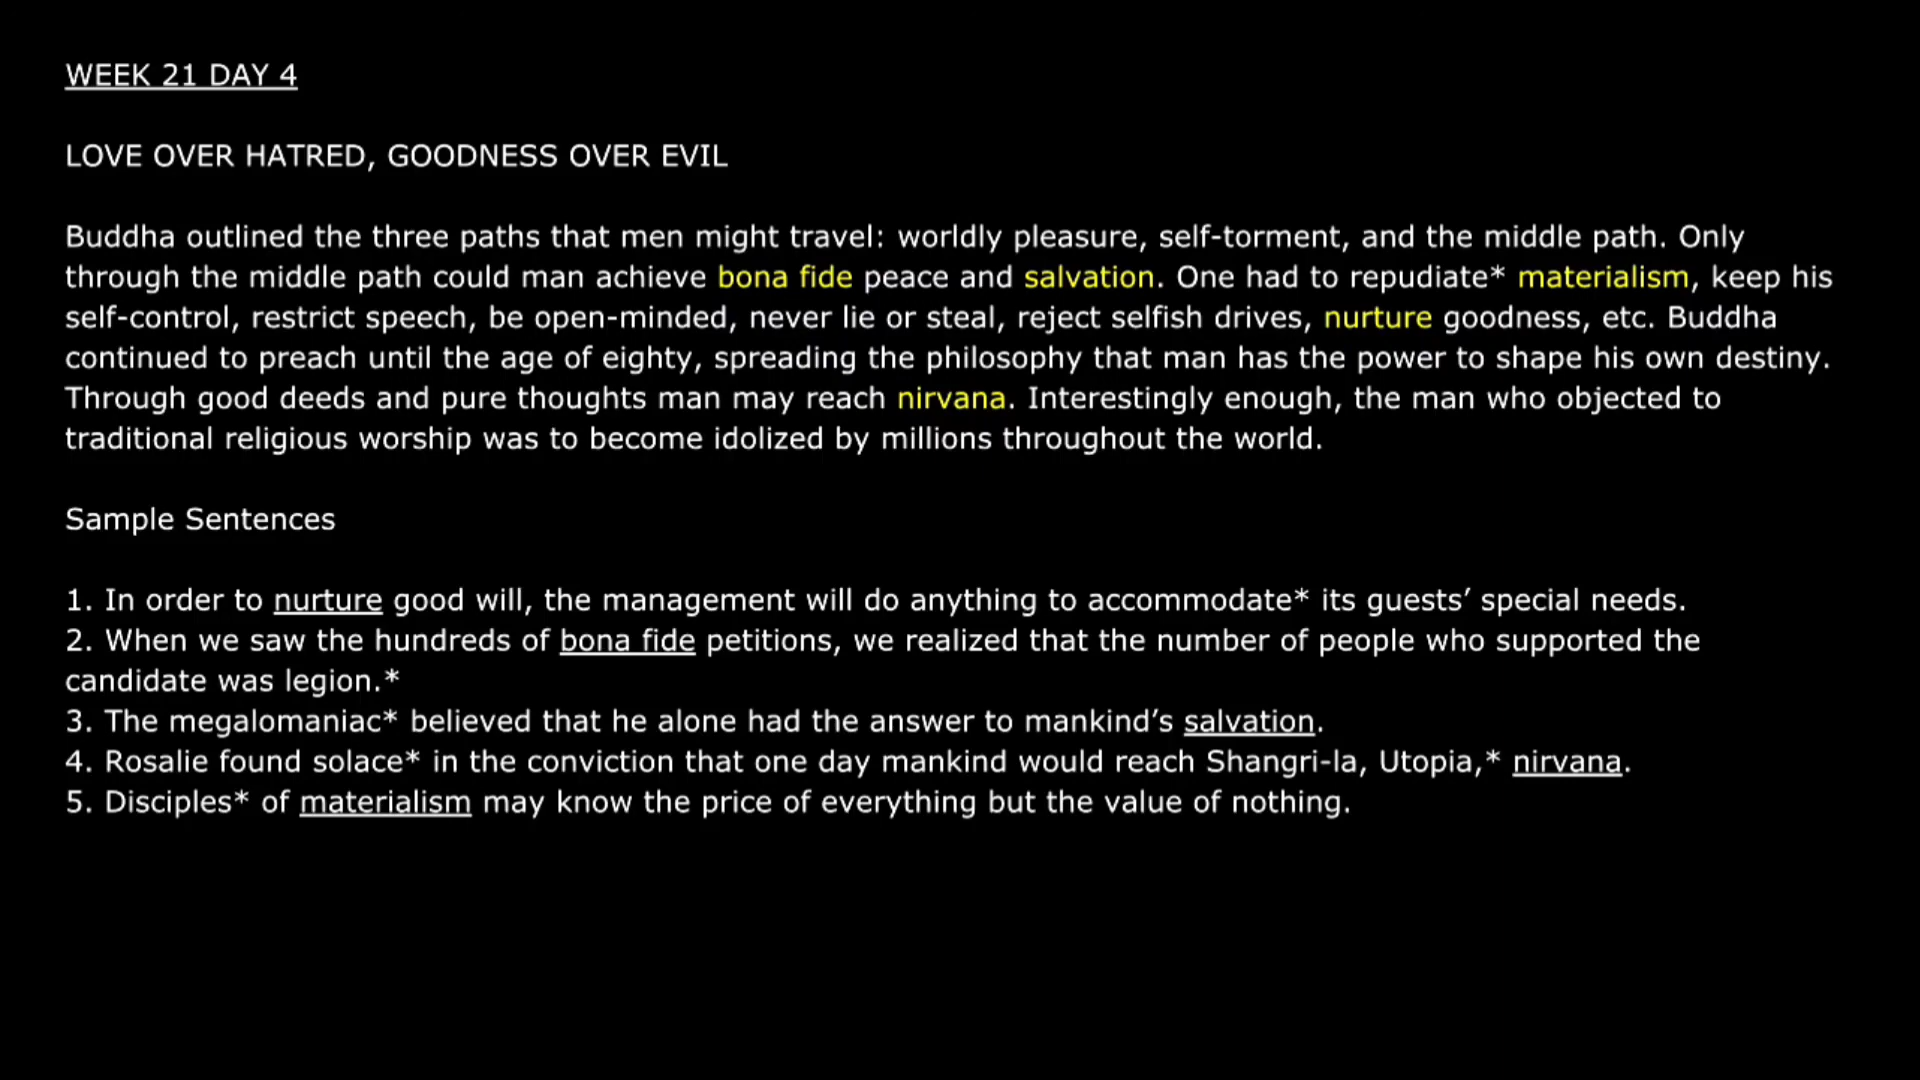 WEEK 21 DAY 4
LOVE OVER HATRED, GOODNESS OVER EVIL
Buddha outlined the three paths that men might travel: worldly pleasure, self-torment, and the middle path. Only
through the middle path could man achieve bona fide peace and salvation. One had to repudiate* materialism, keep his
self-control, restrict speech, be open-minded, never lie or steal, reject selfish drives, nurture goodness, etc. Buddha
continued to preach until the age of eighty, spreading the philosophy that man has the power to shape his own destiny.
Through good deeds and pure thoughts man may reach nirvana. Interestingly enough, the man who objected to
traditional religious worship was to become idolized by millions throughout the world.
Sample Sentences
1. In order to nurture good will, the management will do anything to accommodate* its guests’ special needs.
2. When we saw the hundreds of bona fide petitions, we realized that the number of people who supported the
candidate was legion.*
3. The megalomaniac* believed that he alone had the answer to mankind’s salvation.
4. Rosalie found solace* in the conviction that one day mankind would reach Shangri-la, Utopia,* nirvana.
5. Disciples* of materialism may know the price of everything but the value of nothing.